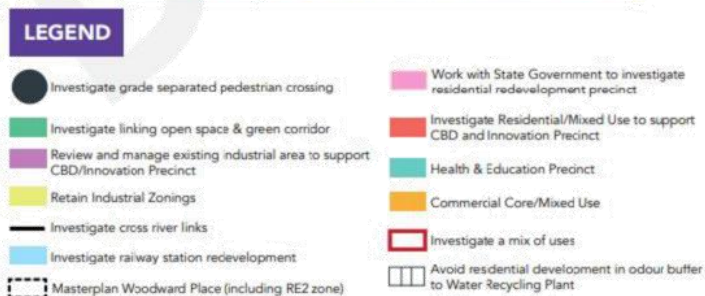 LEGEND
Investigate grade separated pedestrian crossing
Investigate linking open space & green corridor
Review and manage existing industrial area to support
CBD/Innovation Precinct
Retain Industrial Zonings
Investigate cross river links
Investigate railway station redevelopment
Masterplan Woodward Place (including RE2 zone)
Work with State Government to investigate
residential redevelopment precinct
Investigate Residential/Mixed Use to support
CBD and Innovation Precinct
Health & Education Precinct
Commercial Core/Mixed Use
Investigate a mix of uses
Avoid residential development in odour buffer
to Water Recycling Plant